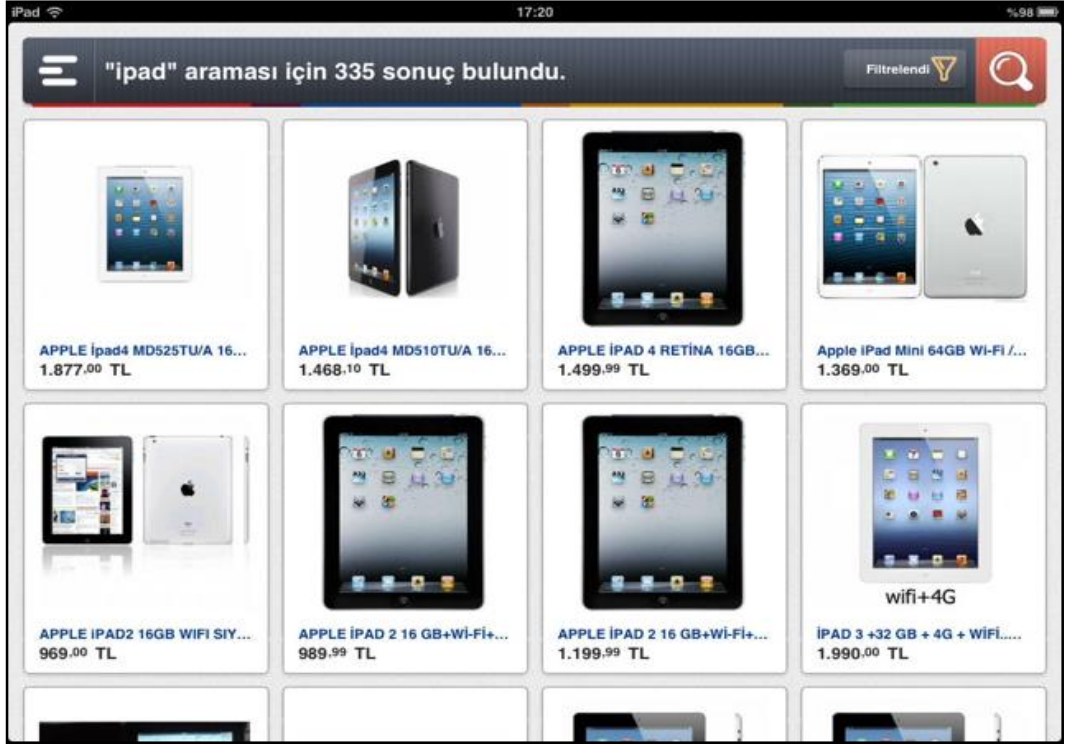 iPad 17:20 %98
"ipad" araması için 335 sonuç bulundu. Filtrelendi
APPLE İpad4 MD525TU/A 16...
1.877,00 TL
APPLE İpad4 MD510TU/A 16...
1.468,10 TL
APPLE İPAD 4 RETİNA 16GB...
1.499,99 TL
Apple iPad Mini 64GB Wi-Fi /...
1.369,00 TL
APPLE iPAD2 16GB WIFI SIY...
969,00 TL
APPLE İPAD 2 16 GB+Wİ-Fİ+...
989,99 TL
APPLE İPAD 2 16 GB+Wİ-Fİ+...
1.199,99 TL
wifi+4G
İPAD 3 +32 GB + 4G + WİFİ.....
1.990,00 TL